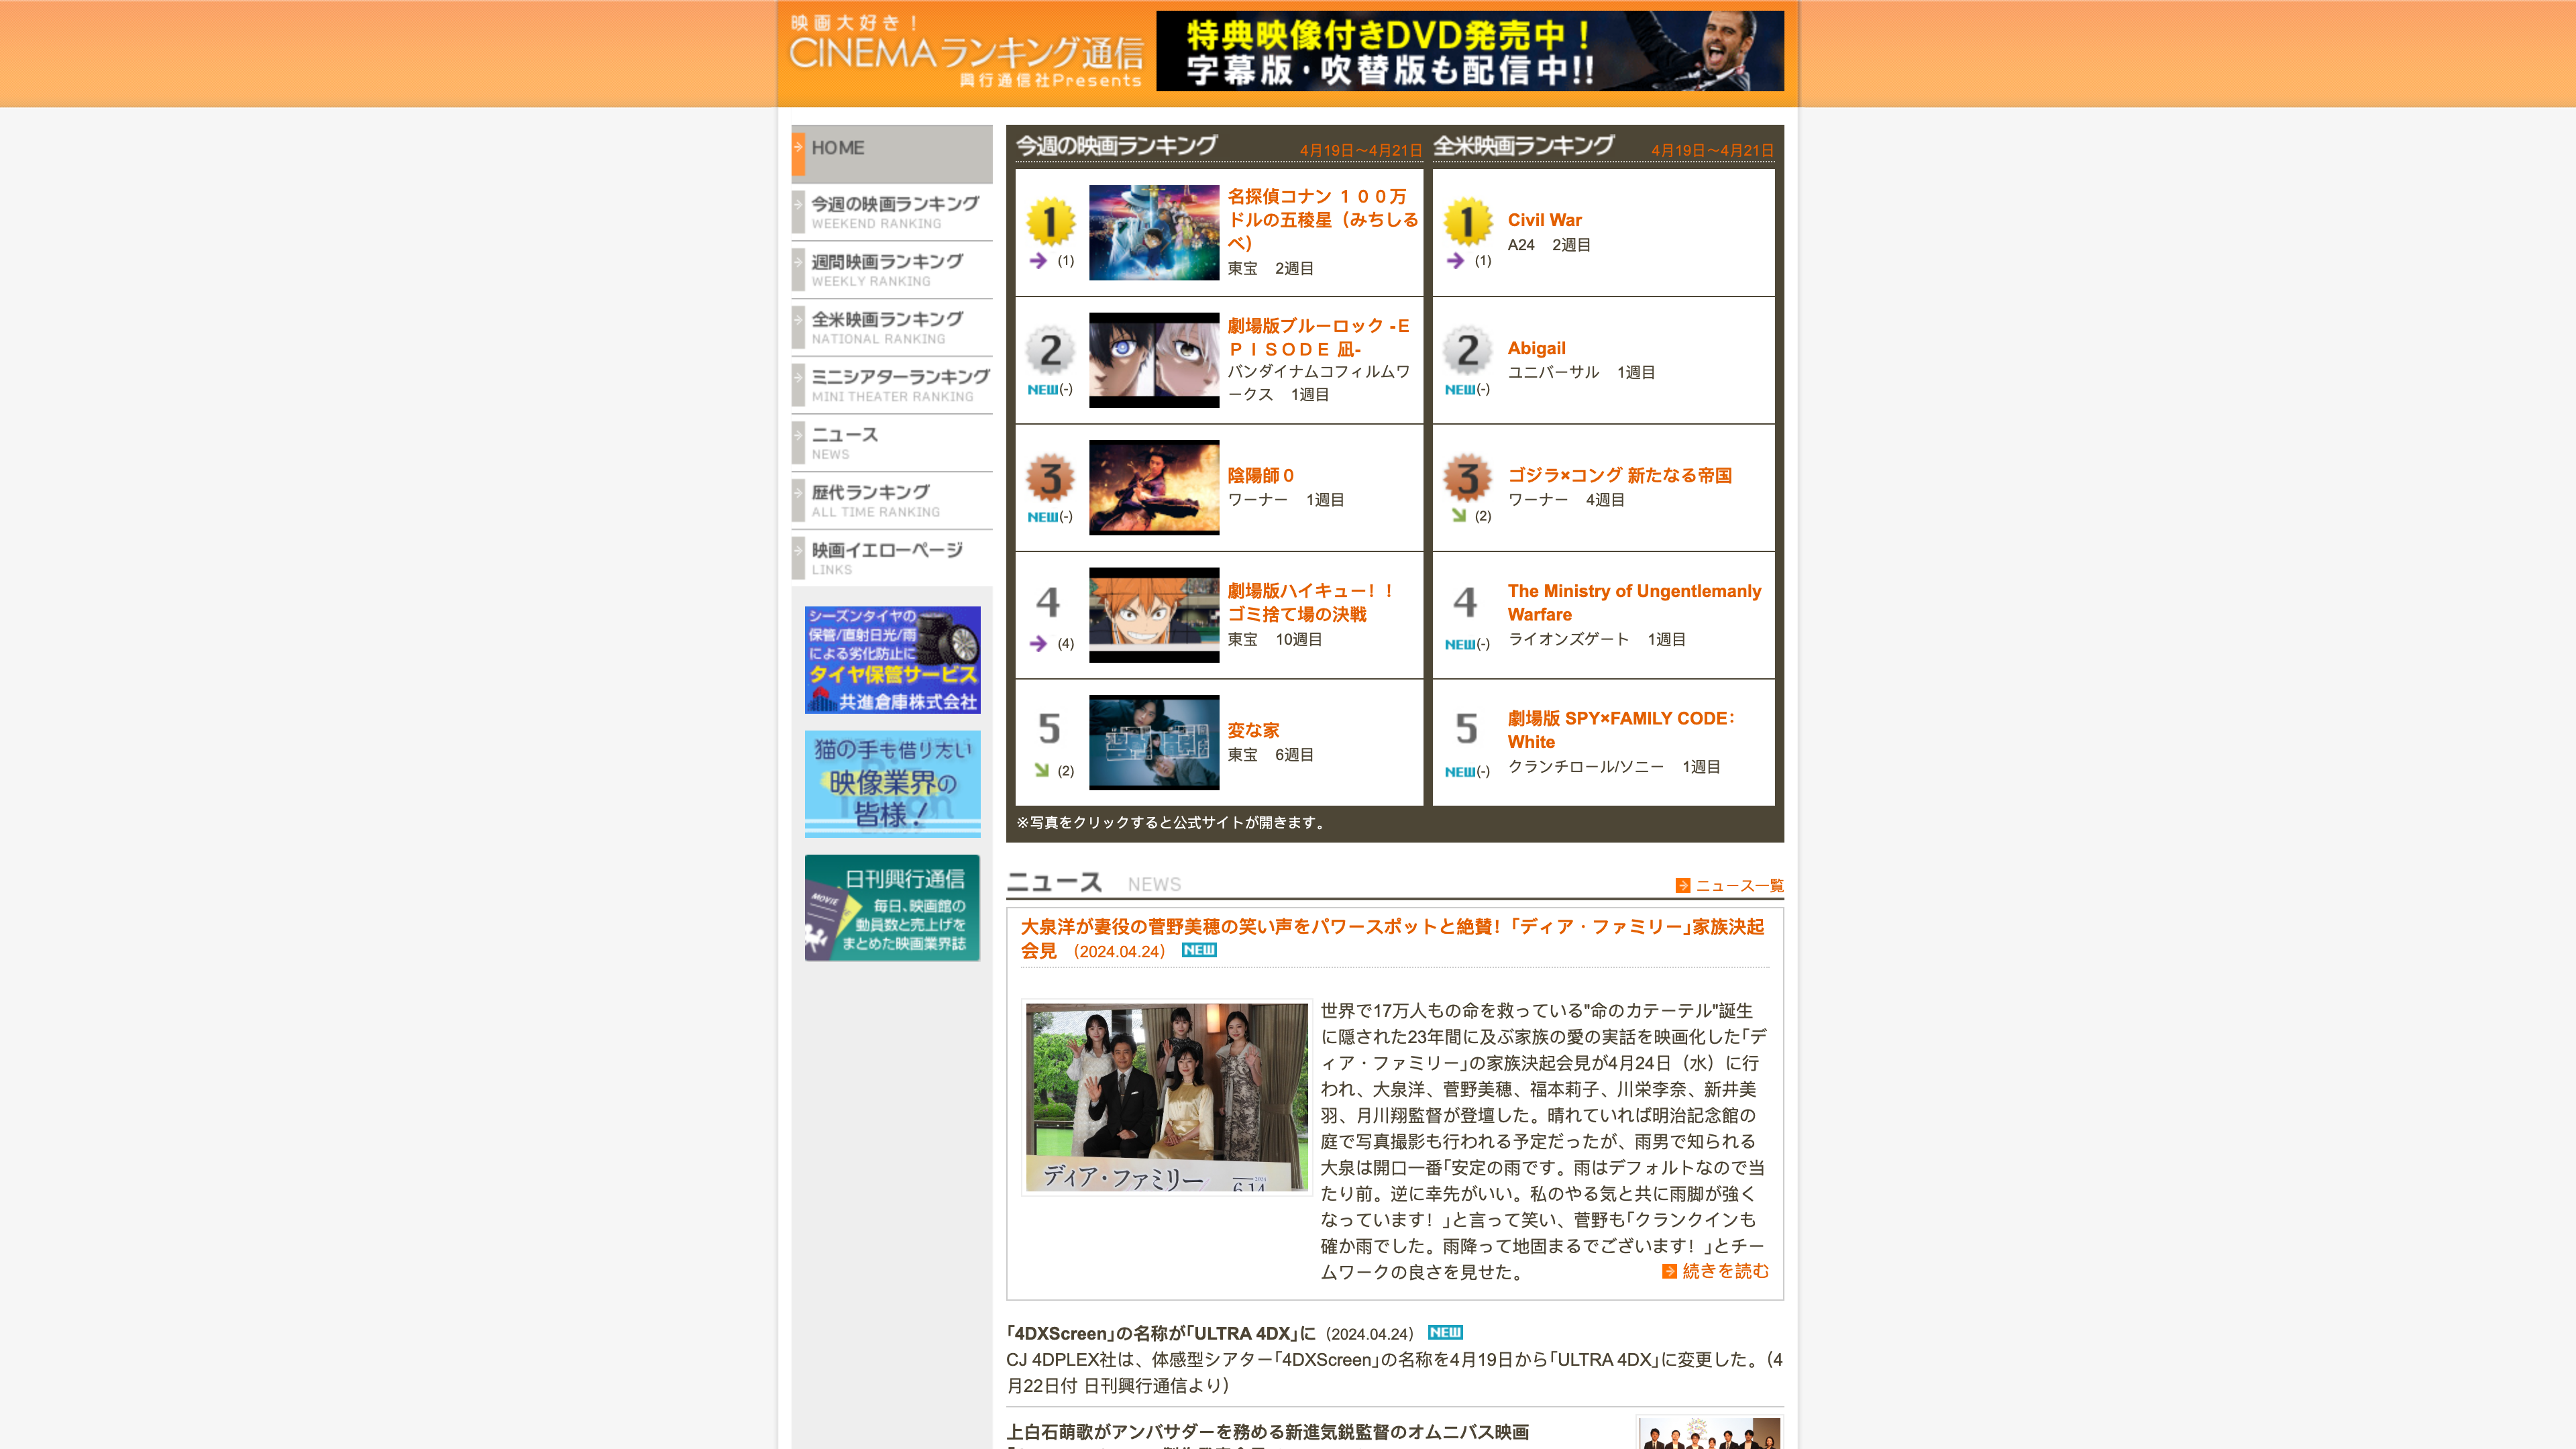 映画大好き！
CINEMAランキング通信
興行通信社Presents
特典映像付きDVD発売中！
字幕版・吹替版も配信中!!
HOME
今週の映画ランキング
WEEKEND RANKING
週間映画ランキング
WEEKLY RANKING
全米映画ランキング
NATIONAL RANKING
ミニシアターランキング
MINI THEATER RANKING
ニュース
NEWS
歴代ランキング
ALL TIME RANKING
映画イエローページ
LINKS
シーズンタイヤの
保管/直射日光/雨
による劣化防止に
タイヤ保管サービス
共進倉庫株式会社
猫の手も借りたい
映像業界の
皆様！
日刊興行通信
MOVIE
毎日、映画館の
動員数と売上げを
まとめた映画業界誌
今週の映画ランキング 4月19日～4月21日
1
(1)
名探偵コナン １００万
ドルの五稜星（みちしる
べ）
東宝 2週目
2
NEW(-)
劇場版ブルーロック -Ｅ
ＰＩＳＯＤＥ 凪-
バンダイナムコフィルムワ
ークス 1週目
3
NEW(-)
陰陽師０
ワーナー 1週目
4
(4)
劇場版ハイキュー！！
ゴミ捨て場の決戦
東宝 10週目
5
(2)
変な家
東宝 6週目
全米映画ランキング 4月19日～4月21日
1
(1)
Civil War
A24 2週目
2
NEW(-)
Abigail
ユニバーサル 1週目
3
(2)
ゴジラ×コング 新たなる帝国
ワーナー 4週目
4
NEW(-)
The Ministry of Ungentlemanly
Warfare
ライオンズゲート 1週目
5
NEW(-)
劇場版 SPY×FAMILY CODE：
White
クランチロール/ソニー 1週目
※写真をクリックすると公式サイトが開きます。
ニュース NEWS
ニュース一覧
大泉洋が妻役の菅野美穂の笑い声をパワースポットと絶賛！「ディア・ファミリー」家族決起
会見 （2024.04.24） NEW
ディア・ファミリー
6.14
世界で17万人もの命を救っている"命のカテーテル"誕生
に隠された23年間に及ぶ家族の愛の実話を映画化した「デ
ィア・ファミリー」の家族決起会見が4月24日（水）に行
われ、大泉洋、菅野美穂、福本莉子、川栄李奈、新井美
羽、月川翔監督が登壇した。晴れていれば明治記念館の
庭で写真撮影も行われる予定だったが、雨男で知られる
大泉は開口一番「安定の雨です。雨はデフォルトなので当
たり前。逆に幸先がいい。私のやる気と共に雨脚が強く
なっています！」と言って笑い、菅野も「クランクインも
確か雨でした。雨降って地固まるでございます！」とチー
ムワークの良さを見せた。
続きを読む
「4DXScreen」の名称が「ULTRA 4DX」に （2024.04.24） NEW
CJ 4DPLEX社は、体感型シアター「4DXScreen」の名称を4月19日から「ULTRA 4DX」に変更した。（4
月22日付 日刊興行通信より）
上白石萌歌がアンバサダーを務める新進気鋭監督のオムニバス映画